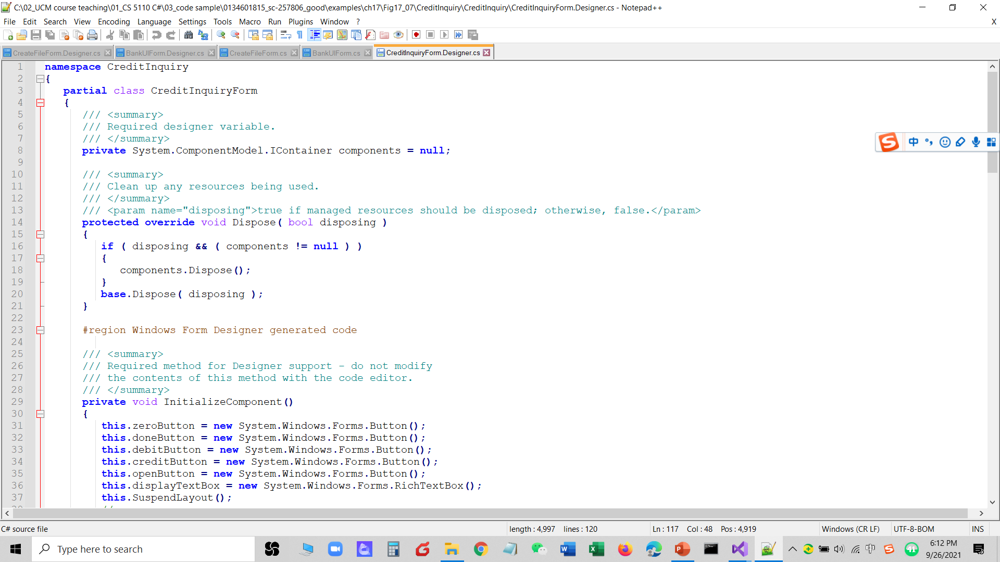 C:\02_UCM course teaching\01_CS 5110 C#\03_code sample\0134601815_sc-257806_good\examples\ch17\Fig17_07\CreditInquiry\CreditInquiry\CreditInquiryForm.Designer.cs - Notepad++
File Edit Search View Encoding Language Settings Tools Macro Run Plugins Window ? X
CreateFileForm.Designer.cs BankUIForm.Designer.cs CreateFileForm.cs BankUIForm.cs CreditInquiryForm.Designer.cs
1 namespace CreditInquiry
2 {
3 partial class CreditInquiryForm
4 {
5 /// <summary>
6 /// Required designer variable.
7 /// </summary>
8 private System.ComponentModel.IContainer components = null;
9
10 /// <summary>
11 /// Clean up any resources being used.
12 /// </summary>
13 /// <param name="disposing">true if managed resources should be disposed; otherwise, false.</param>
14 protected override void Dispose( bool disposing )
15 {
16 if ( disposing && ( components != null ) )
17 {
18 components.Dispose();
19 }
20 base.Dispose( disposing );
21 }
22
23 #region Windows Form Designer generated code
24
25 /// <summary>
26 /// Required method for Designer support - do not modify
27 /// the contents of this method with the code editor.
28 /// </summary>
29 private void InitializeComponent()
30 {
31 this.zeroButton = new System.Windows.Forms.Button();
32 this.doneButton = new System.Windows.Forms.Button();
33 this.debitButton = new System.Windows.Forms.Button();
34 this.creditButton = new System.Windows.Forms.Button();
35 this.openButton = new System.Windows.Forms.Button();
36 this.displayTextBox = new System.Windows.Forms.RichTextBox();
37 this.SuspendLayout();
S 中
C# source file length : 4,997 lines : 120 Ln : 117 Col : 48 Pos : 4,919 Windows (CR LF) UTF-8-BOM INS
Type here to search 中 S 41 6:12 PM
9/26/2021